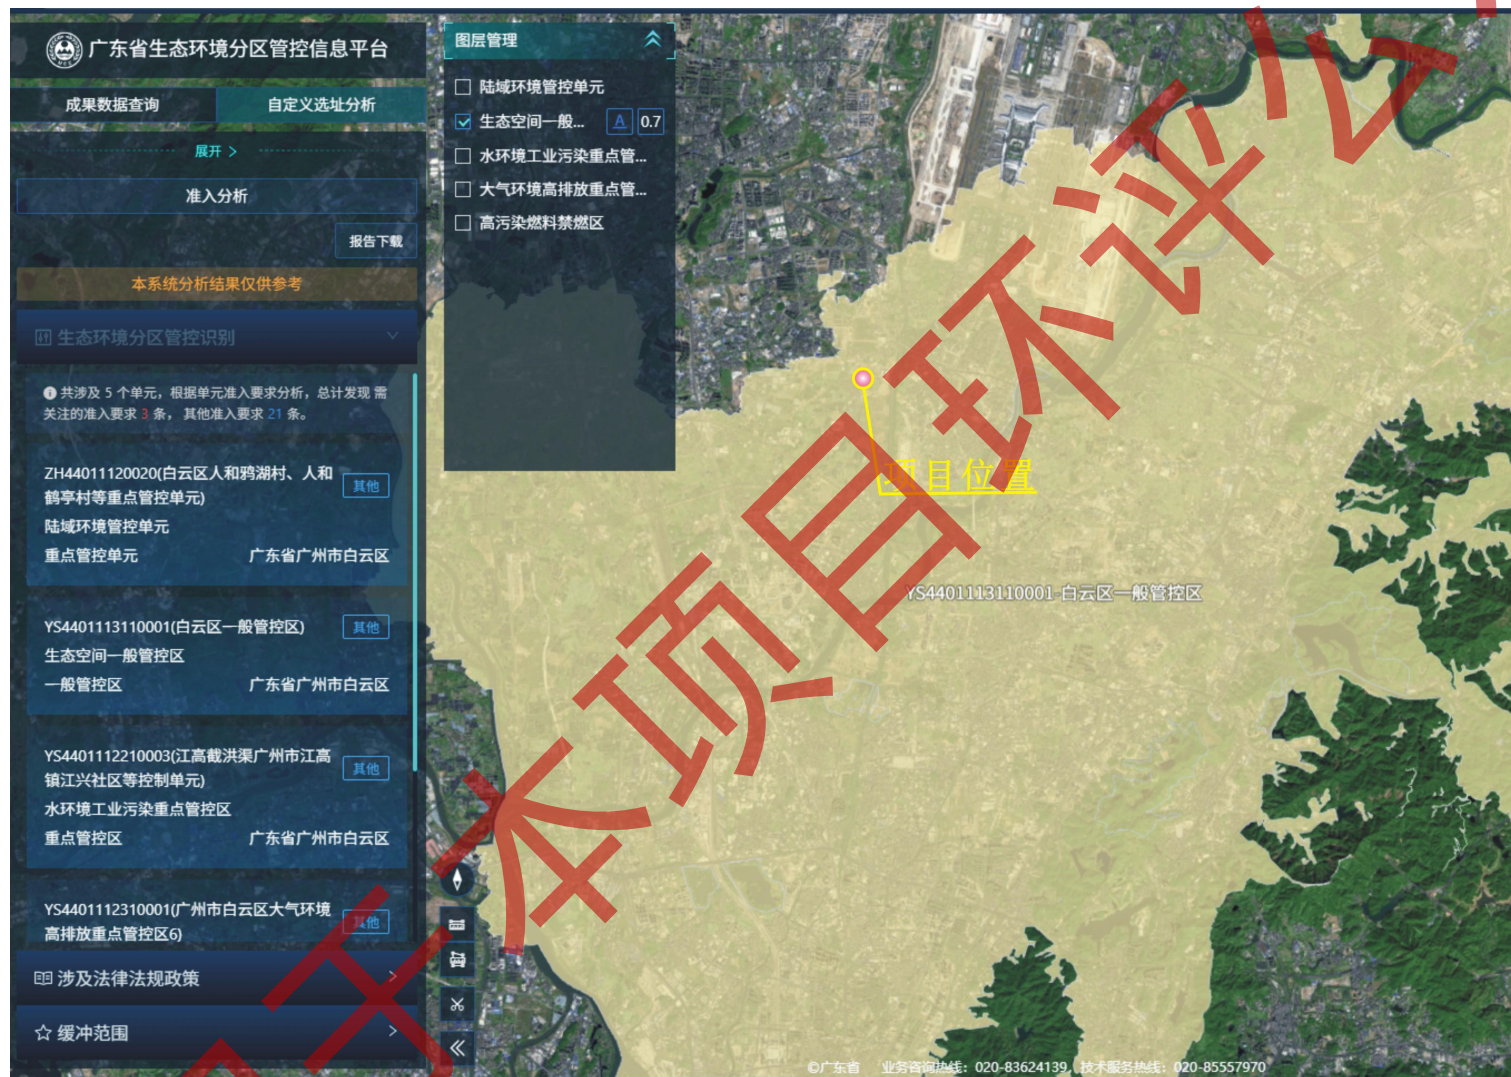 广东省生态环境分区管控信息平台
成果数据查询
自定义选址分析
展开 >
准入分析
报告下载
本系统分析结果仅供参考
生态环境分区管控识别
共涉及 5 个单元，根据单元准入要求分析，总计发现 需
关注的准入要求 3 条， 其他准入要求 21 条。
ZH44011120020(白云区人和鸦湖村、人和
鹤亭村等重点管控单元)
其他
陆域环境管控单元
重点管控单元
广东省广州市白云区
YS4401113110001(白云区一般管控区)
其他
生态空间一般管控区
一般管控区
广东省广州市白云区
YS4401112210003(江高截洪渠广州市江高
镇江兴社区等控制单元)
其他
水环境工业污染重点管控区
重点管控区
广东省广州市白云区
YS4401112310001(广州市白云区大气环境
高排放重点管控区6)
其他
涉及法律法规政策
缓冲范围
图层管理
陆域环境管控单元
生态空间一般...
A
0.7
水环境工业污染重点管...
大气环境高排放重点管...
高污染燃料禁燃区
项目位置
YS4401113110001-白云区一般管控区
©广东省
业务咨询热线：020-83624139，技术服务热线：020-85557970
于本项目环评公